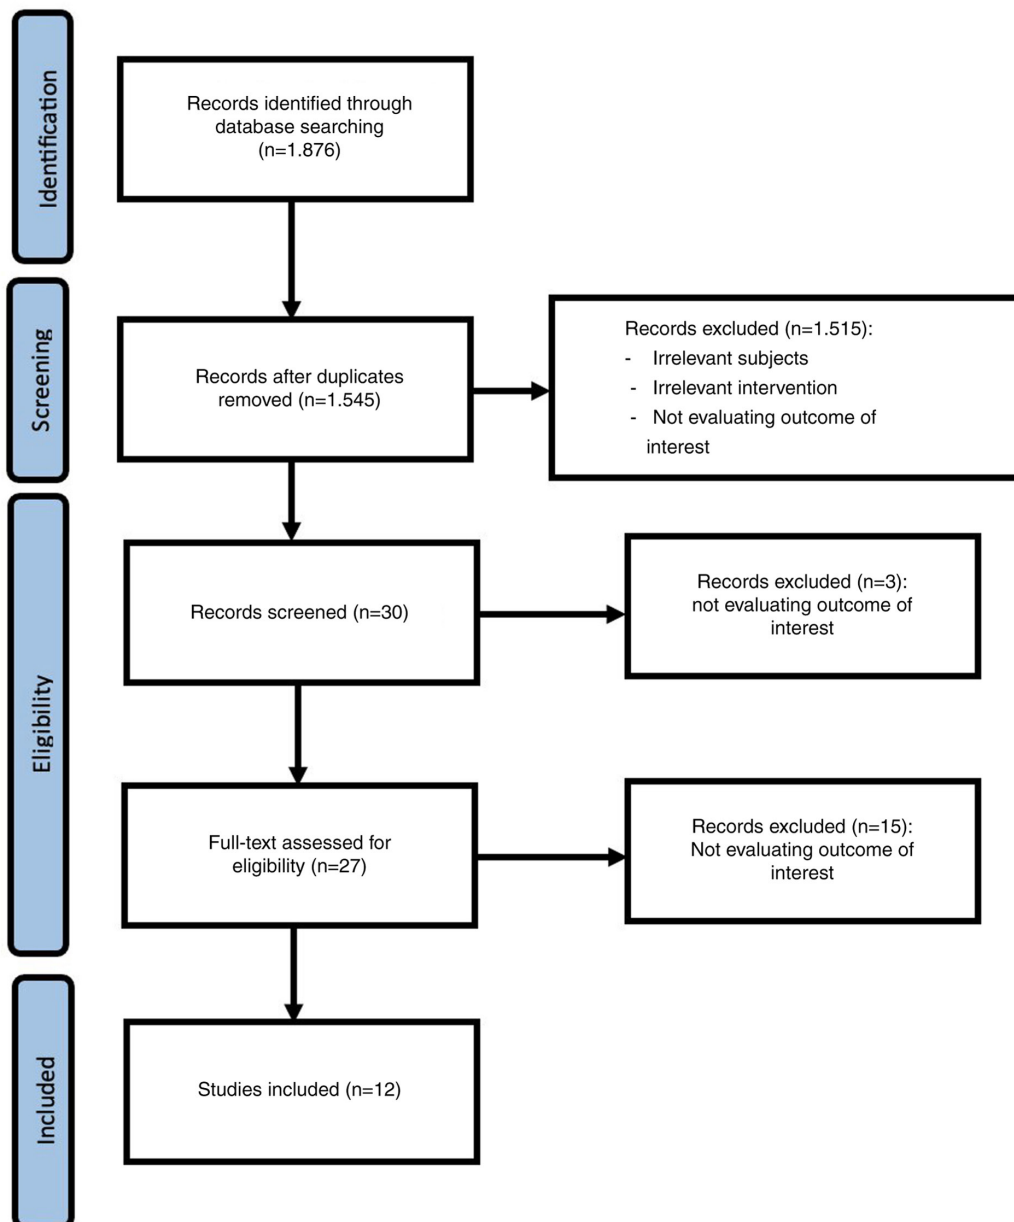 Identification
Records identified through
database searching
(n=1.876)
Screening
Records after duplicates
removed (n=1.545)
Records excluded (n=1.515):
- Irrelevant subjects
- Irrelevant intervention
- Not evaluating outcome of
interest
Eligibility
Records screened (n=30)
Records excluded (n=3):
not evaluating outcome of
interest
Full-text assessed for
eligibility (n=27)
Records excluded (n=15):
Not evaluating outcome of
interest
Included
Studies included (n=12)